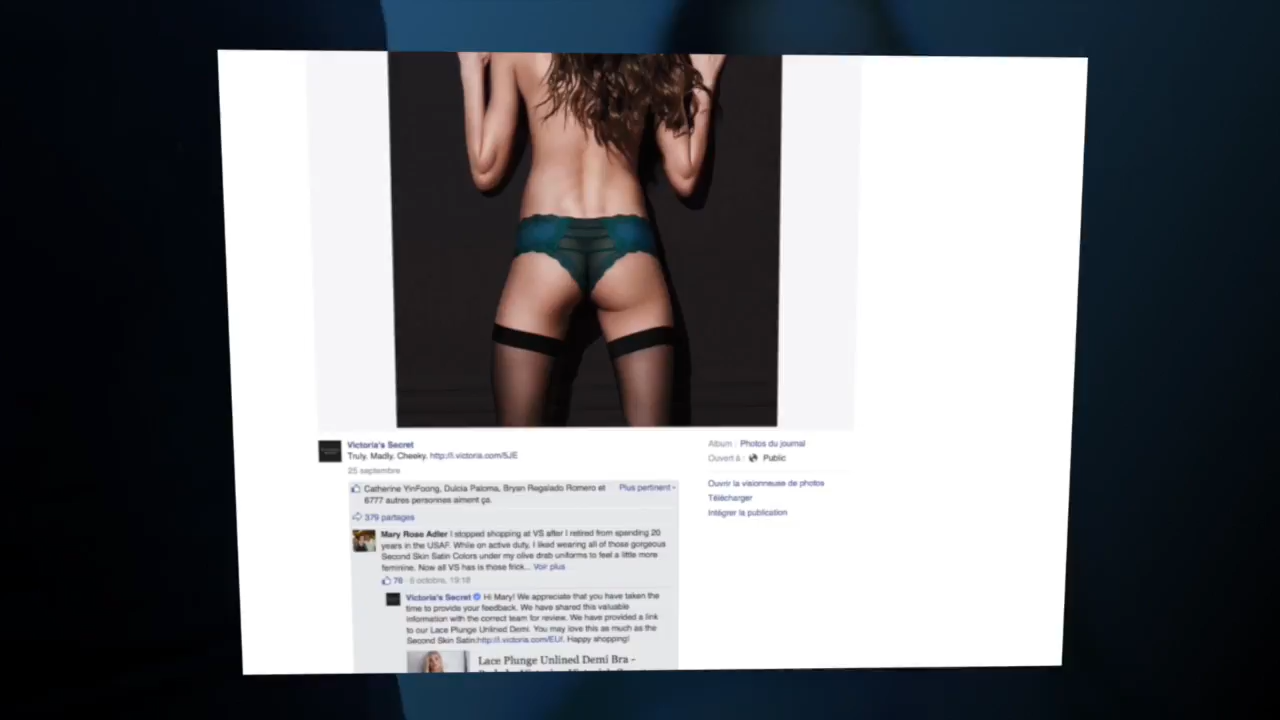 Victoria's Secret
Truly. Madly. Cheeky. http://i.victoria.com/5JE
25 septembre
Catherine YinFoong, Dulcia Paloma, Bryan Regalado Romero et
6777 autres personnes aiment ça.
Plus pertinent
379 partages
Mary Rose Adler I stopped shopping at VS after I retired from spending 20
years in the USAF. While on active duty, I liked wearing all of those gorgeous
Second Skin Satin Colors under my olive drab uniforms to feel a little more
feminine. Now all VS has is those frick... Voir plus
76 · 6 octobre, 19:18
Victoria's Secret Hi Mary! We appreciate that you have taken the
time to provide your feedback. We have shared this valuable
information with the correct team for review. We have provided a link
to our Lace Plunge Unlined Demi. You may love this as much as the
Second Skin Satin:http://i.victoria.com/EU/. Happy shopping!
Lace Plunge Unlined Demi Bra -
Album : Photos du journal
Ouvert à : Public
Ouvrir la visionneuse de photos
Télécharger
Intégrer la publication